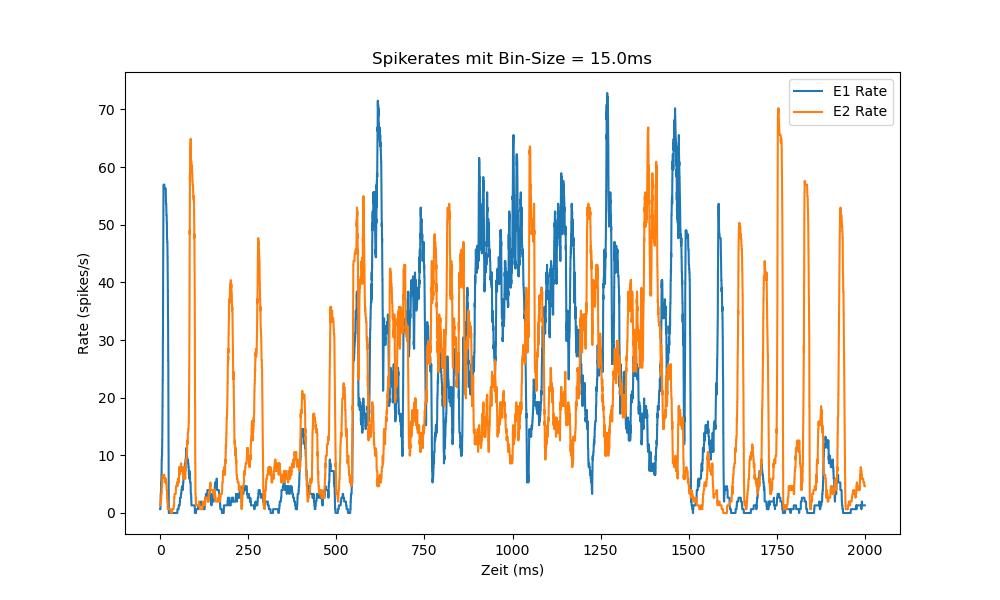 Spikerates mit Bin-Size = 15.0ms
E1 Rate
E2 Rate
Rate (spikes/s)
70
60
50
40
30
20
10
0
0 250 500 750 1000 1250 1500 1750 2000
Zeit (ms)